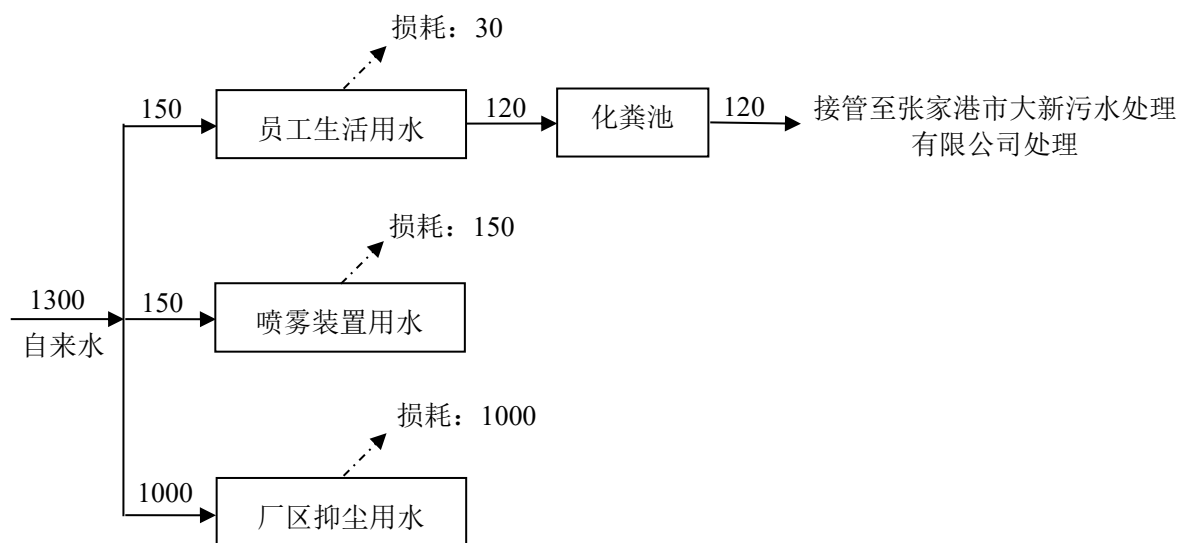 损耗：30
150
员工生活用水
120
化粪池
120
接管至张家港市大新污水处理
有限公司处理
损耗：150
1300
自来水
150
喷雾装置用水
损耗：1000
1000
厂区抑尘用水